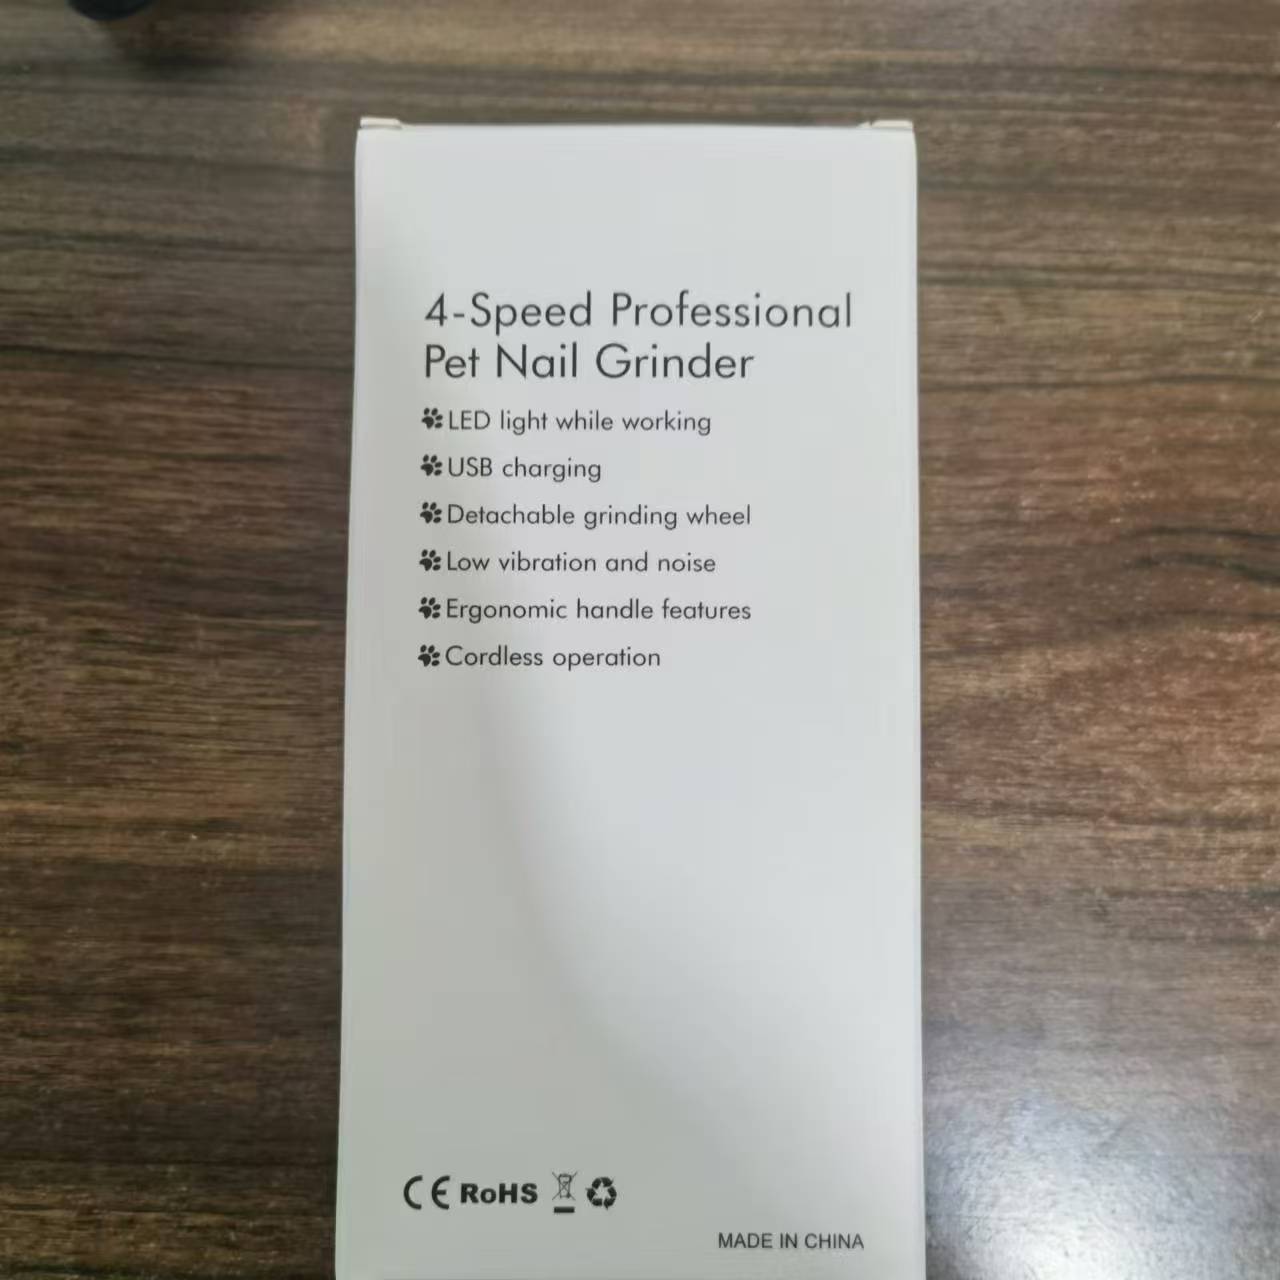 4-Speed Professional
Pet Nail Grinder
LED light while working
USB charging
Detachable grinding wheel
Low vibration and noise
Ergonomic handle features
Cordless operation
CE RoHS
MADE IN CHINA